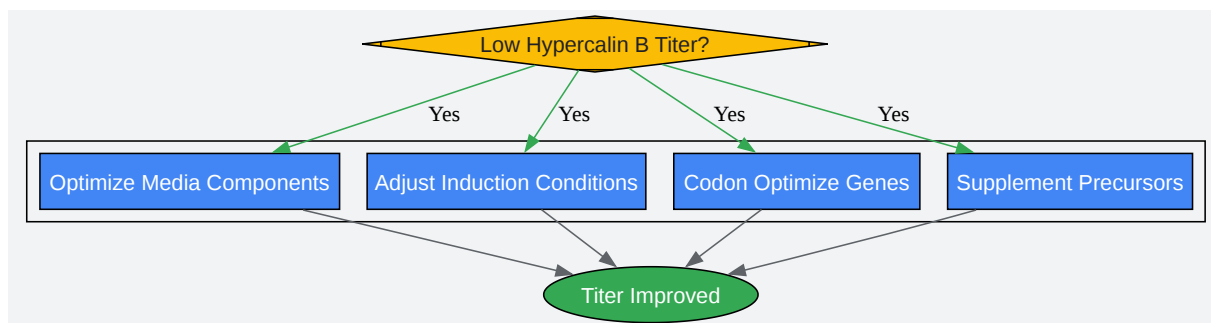 Low Hypercalin B Titer?
Yes
Yes
Yes
Yes
Optimize Media Components
Adjust Induction Conditions
Codon Optimize Genes
Supplement Precursors
Titer Improved